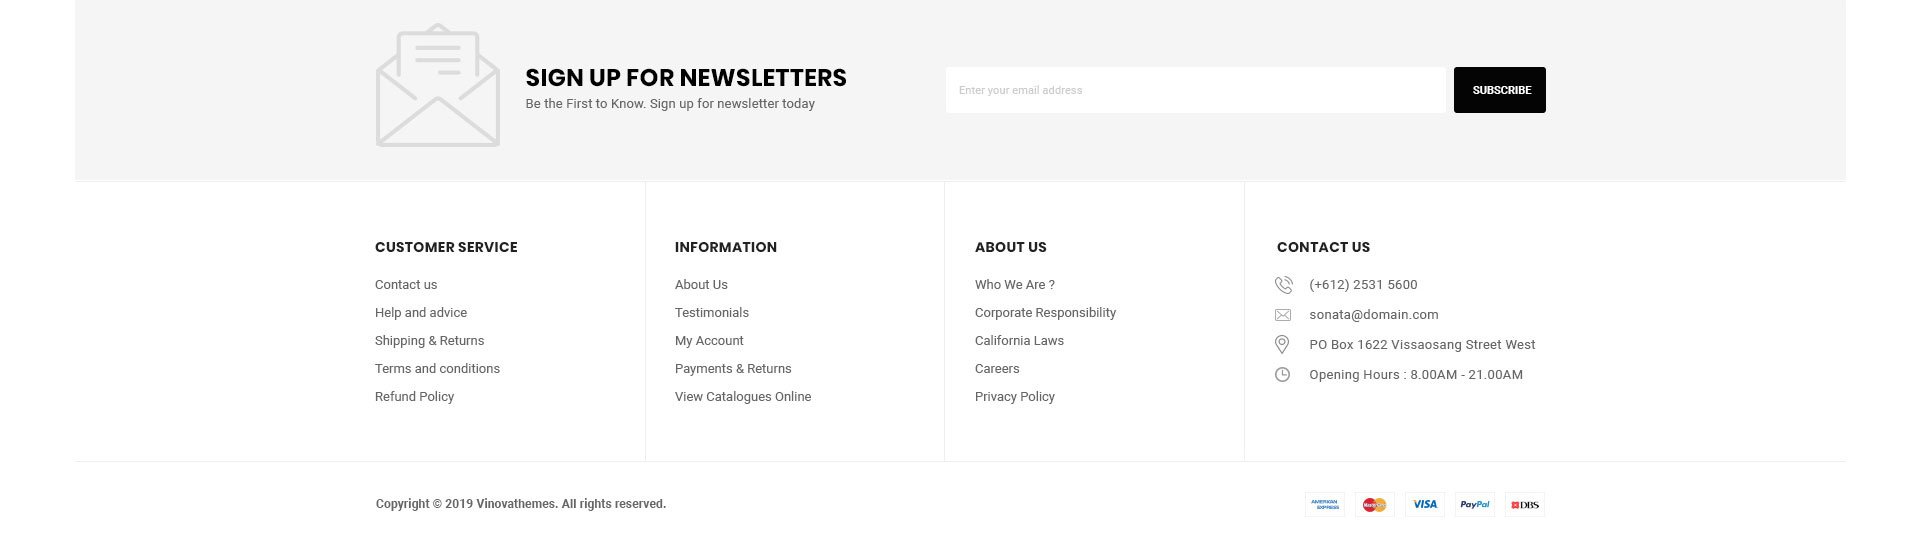 SIGN UP FOR NEWSLETTERS
Be the First to Know. Sign up for newsletter today
Enter your email address
SUBSCRIBE
CUSTOMER SERVICE
Contact us
Help and advice
Shipping & Returns
Terms and conditions
Refund Policy
INFORMATION
About Us
Testimonials
My Account
Payments & Returns
View Catalogues Online
ABOUT US
Who We Are ?
Corporate Responsibility
California Laws
Careers
Privacy Policy
CONTACT US
(+612) 2531 5600
sonata@domain.com
PO Box 1622 Vissaosang Street West
Opening Hours : 8.00AM - 21.00AM
Copyright © 2019 Vinovathemes. All rights reserved.
AMERICAN
EXPRESS
MasterCard
VISA
PayPal
DBS